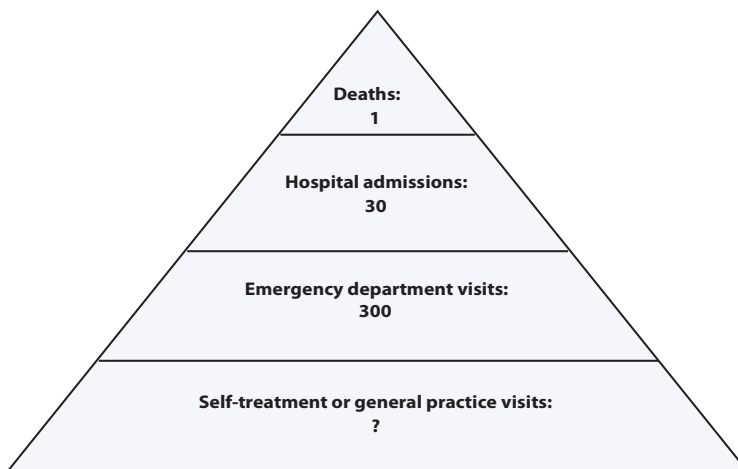 Deaths:
1
Hospital admissions:
30
Emergency department visits:
300
Self-treatment or general practice visits:
?